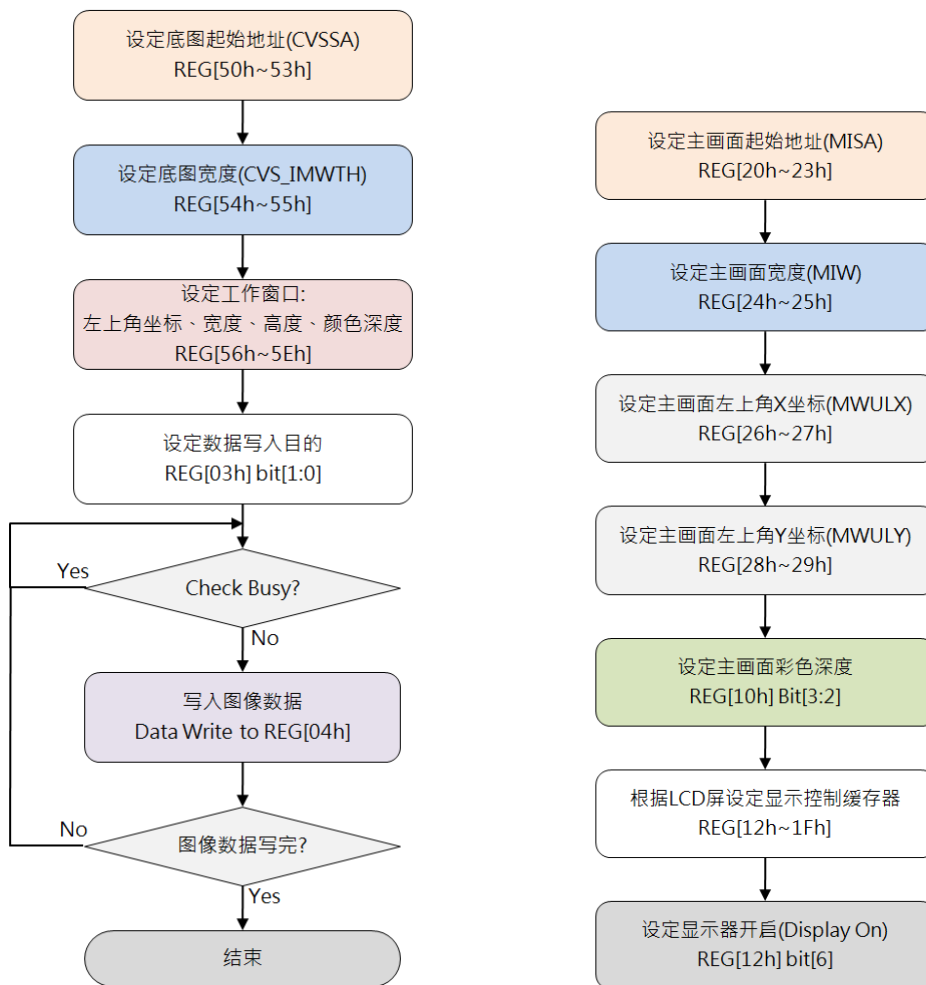 设定底图起始地址(CVSSA)
REG[50h~53h]
设定底图宽度(CVS_IMWTH)
REG[54h~55h]
设定工作窗口:
左上角坐标、宽度、高度、颜色深度
REG[56h~5Eh]
设定数据写入目的
REG[03h] bit[1:0]
Yes
Check Busy?
No
写入图像数据
Data Write to REG[04h]
No
图像数据写完?
Yes
结束
设定主画面起始地址(MISA)
REG[20h~23h]
设定主画面宽度(MIW)
REG[24h~25h]
设定主画面左上角X坐标(MWULX)
REG[26h~27h]
设定主画面左上角Y坐标(MWULY)
REG[28h~29h]
设定主画面彩色深度
REG[10h] Bit[3:2]
根据LCD屏设定显示控制缓存器
REG[12h~1Fh]
设定显示器开启(Display On)
REG[12h] bit[6]